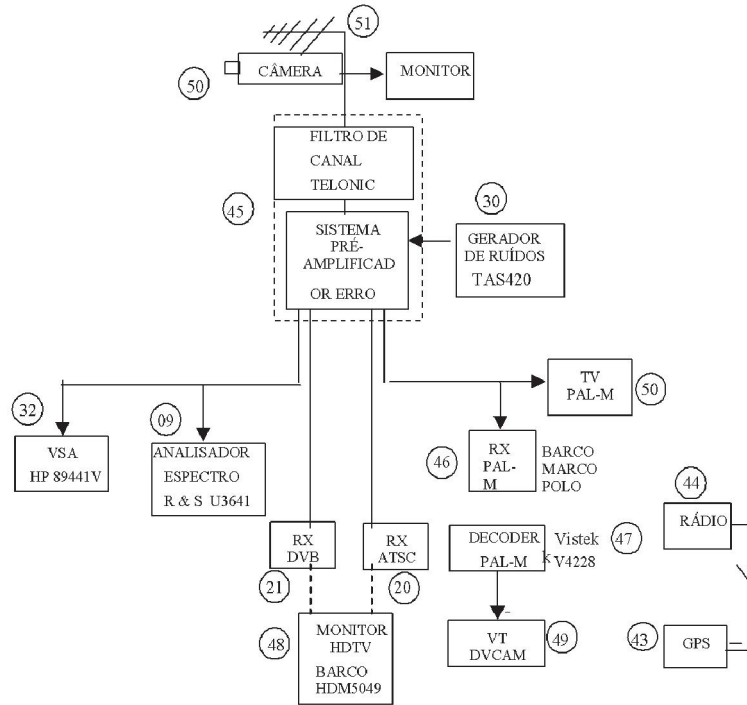 51
50
CÂMERA
MONITOR
FILTRO DE
CANAL
TELONIC
45
30
SISTEMA
PRÉ-
AMPLIFICAD
OR ERRO
GERADOR
DE RUÍDOS
TAS420
TV
PAL-M
50
32
09
VSA
HP 89441V
ANALISADOR
ESPECTRO
R & S U3641
46
RX
PAL-
M
BARCO
MARCO
POLO
44
RÁDIO
RX
DVB
RX
ATSC
DECODER
PAL-M
Vistek
k V4228
47
21
20
48
MONITOR
HDTV
BARCO
HDM5049
VT
DVCAM
49
43
GPS